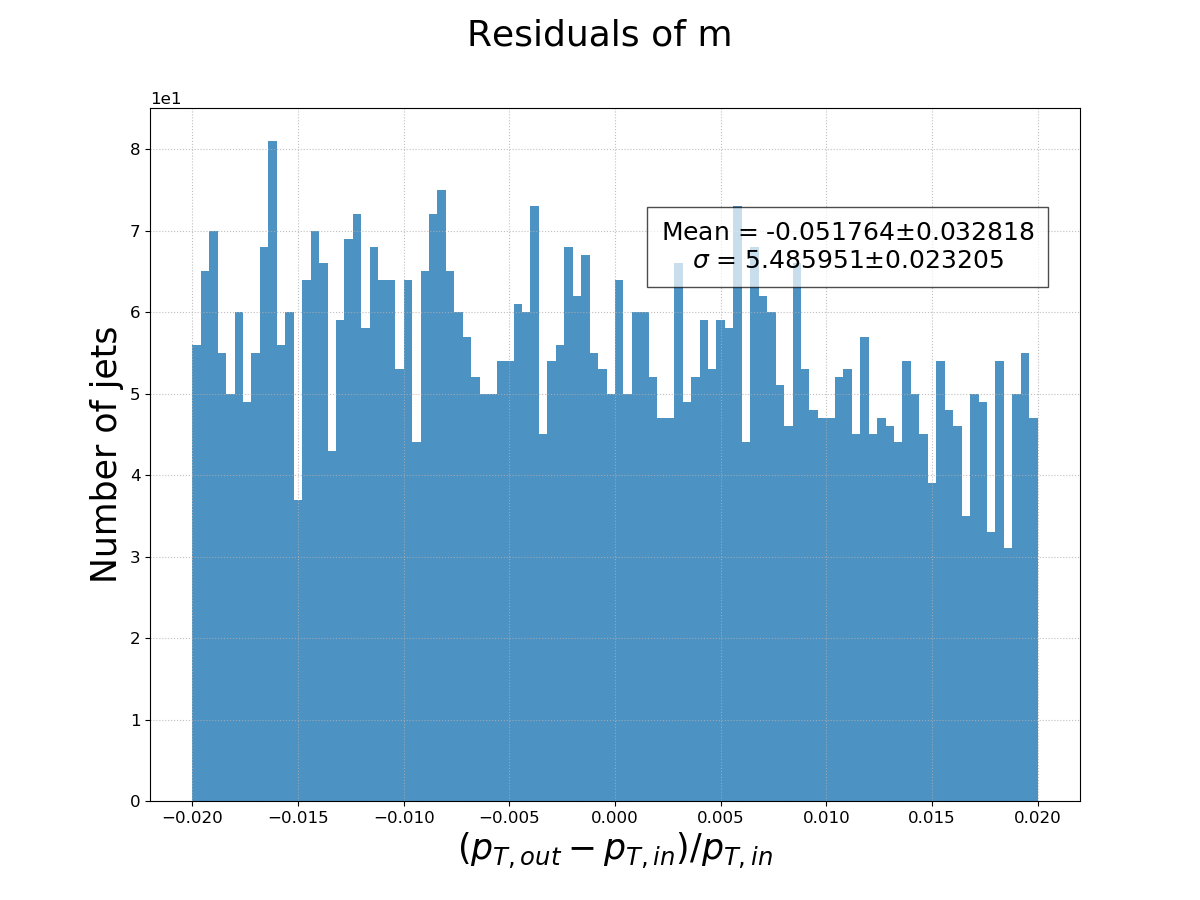 Residuals of m
1e1
8
7
6
5
4
3
2
1
0
Number of jets
Mean = -0.051764±0.032818
σ = 5.485951±0.023205
−0.020 −0.015 −0.010 −0.005 0.000 0.005 0.010 0.015 0.020
(p_{T,out} − p_{T,in})/p_{T,in}